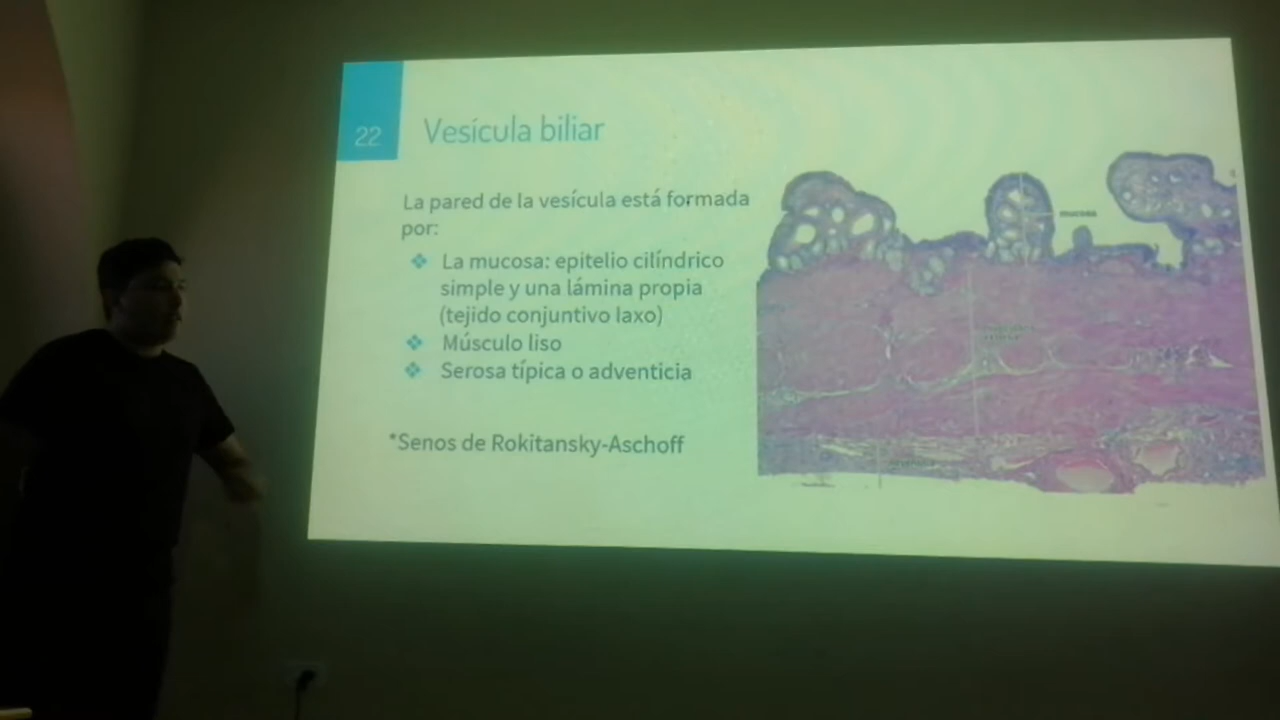 22
Vesícula biliar
La pared de la vesícula está formada
por:
La mucosa: epitelio cilíndrico
simple y una lámina propia
(tejido conjuntivo laxo)
Músculo liso
Serosa típica o adventicia
*Senos de Rokitansky-Aschoff
mucosa